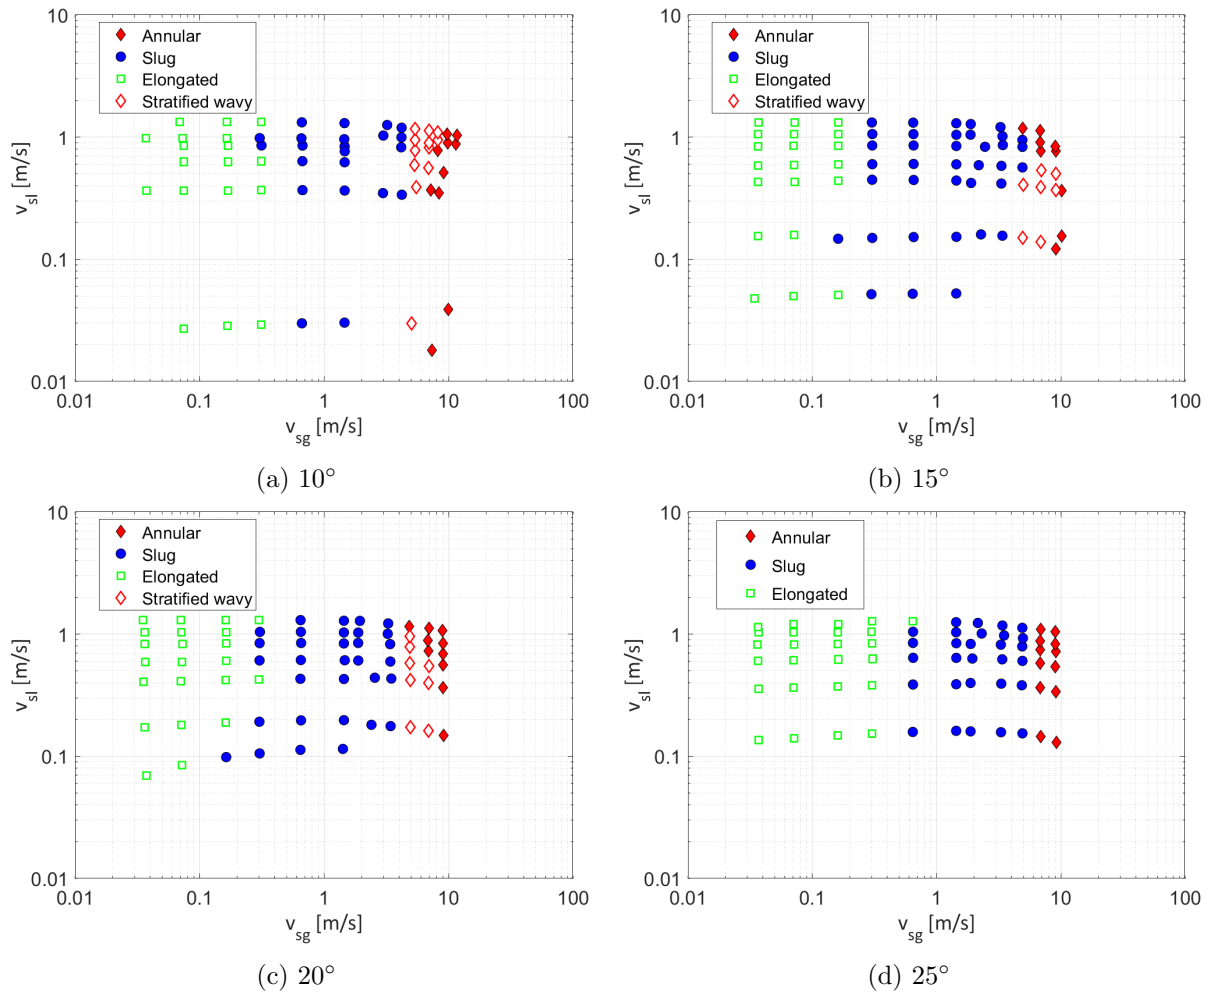 10
1
0.1
0.01
v_sl [m/s]
Annular
Slug
Elongated
Stratified wavy
0.01 0.1 1 10 100
v_sg [m/s]
(a) 10°
10
1
0.1
0.01
v_sl [m/s]
Annular
Slug
Elongated
Stratified wavy
0.01 0.1 1 10 100
v_sg [m/s]
(b) 15°
10
1
0.1
0.01
v_sl [m/s]
Annular
Slug
Elongated
Stratified wavy
0.01 0.1 1 10 100
v_sg [m/s]
(c) 20°
10
1
0.1
0.01
v_sl [m/s]
Annular
Slug
Elongated
0.01 0.1 1 10 100
v_sg [m/s]
(d) 25°